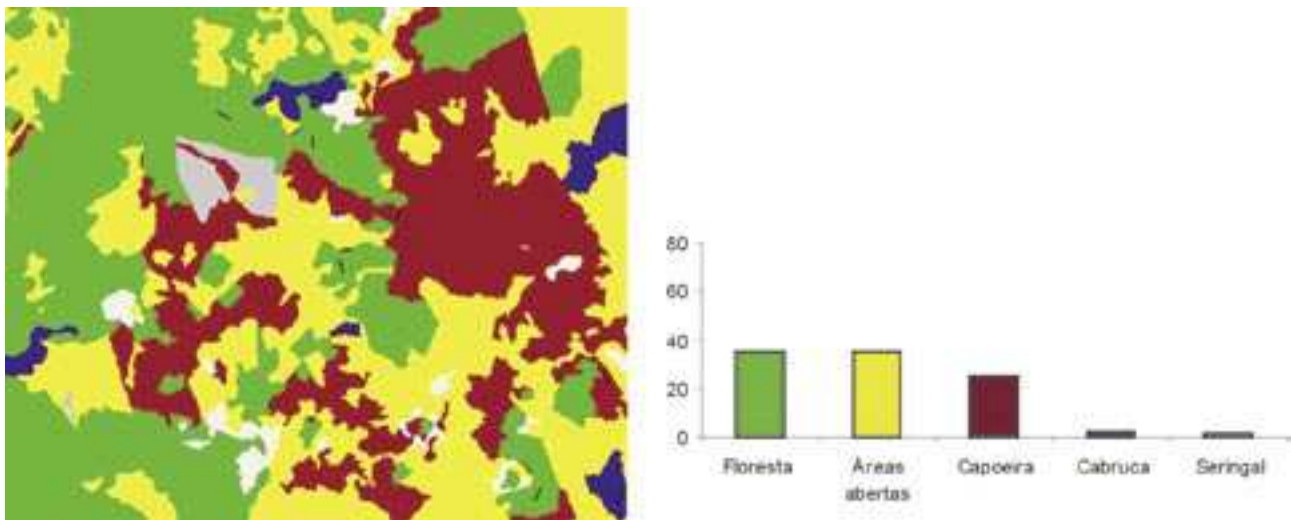 80
60
40
20
0
Floresta
Áreas
abertas
Capoeira
Cabruca
Seringal